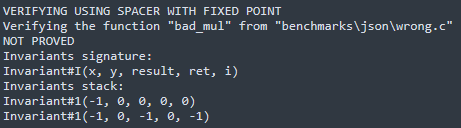 VERIFYING USING SPACER WITH FIXED POINT
Verifying the function "bad_mul" from "benchmarks\json\wrong.c"
NOT PROVED
Invariants signature:
Invariant#I(x, y, result, ret, i)
Invariants stack:
Invariant#1(-1, 0, 0, 0, 0)
Invariant#1(-1, 0, -1, 0, -1)